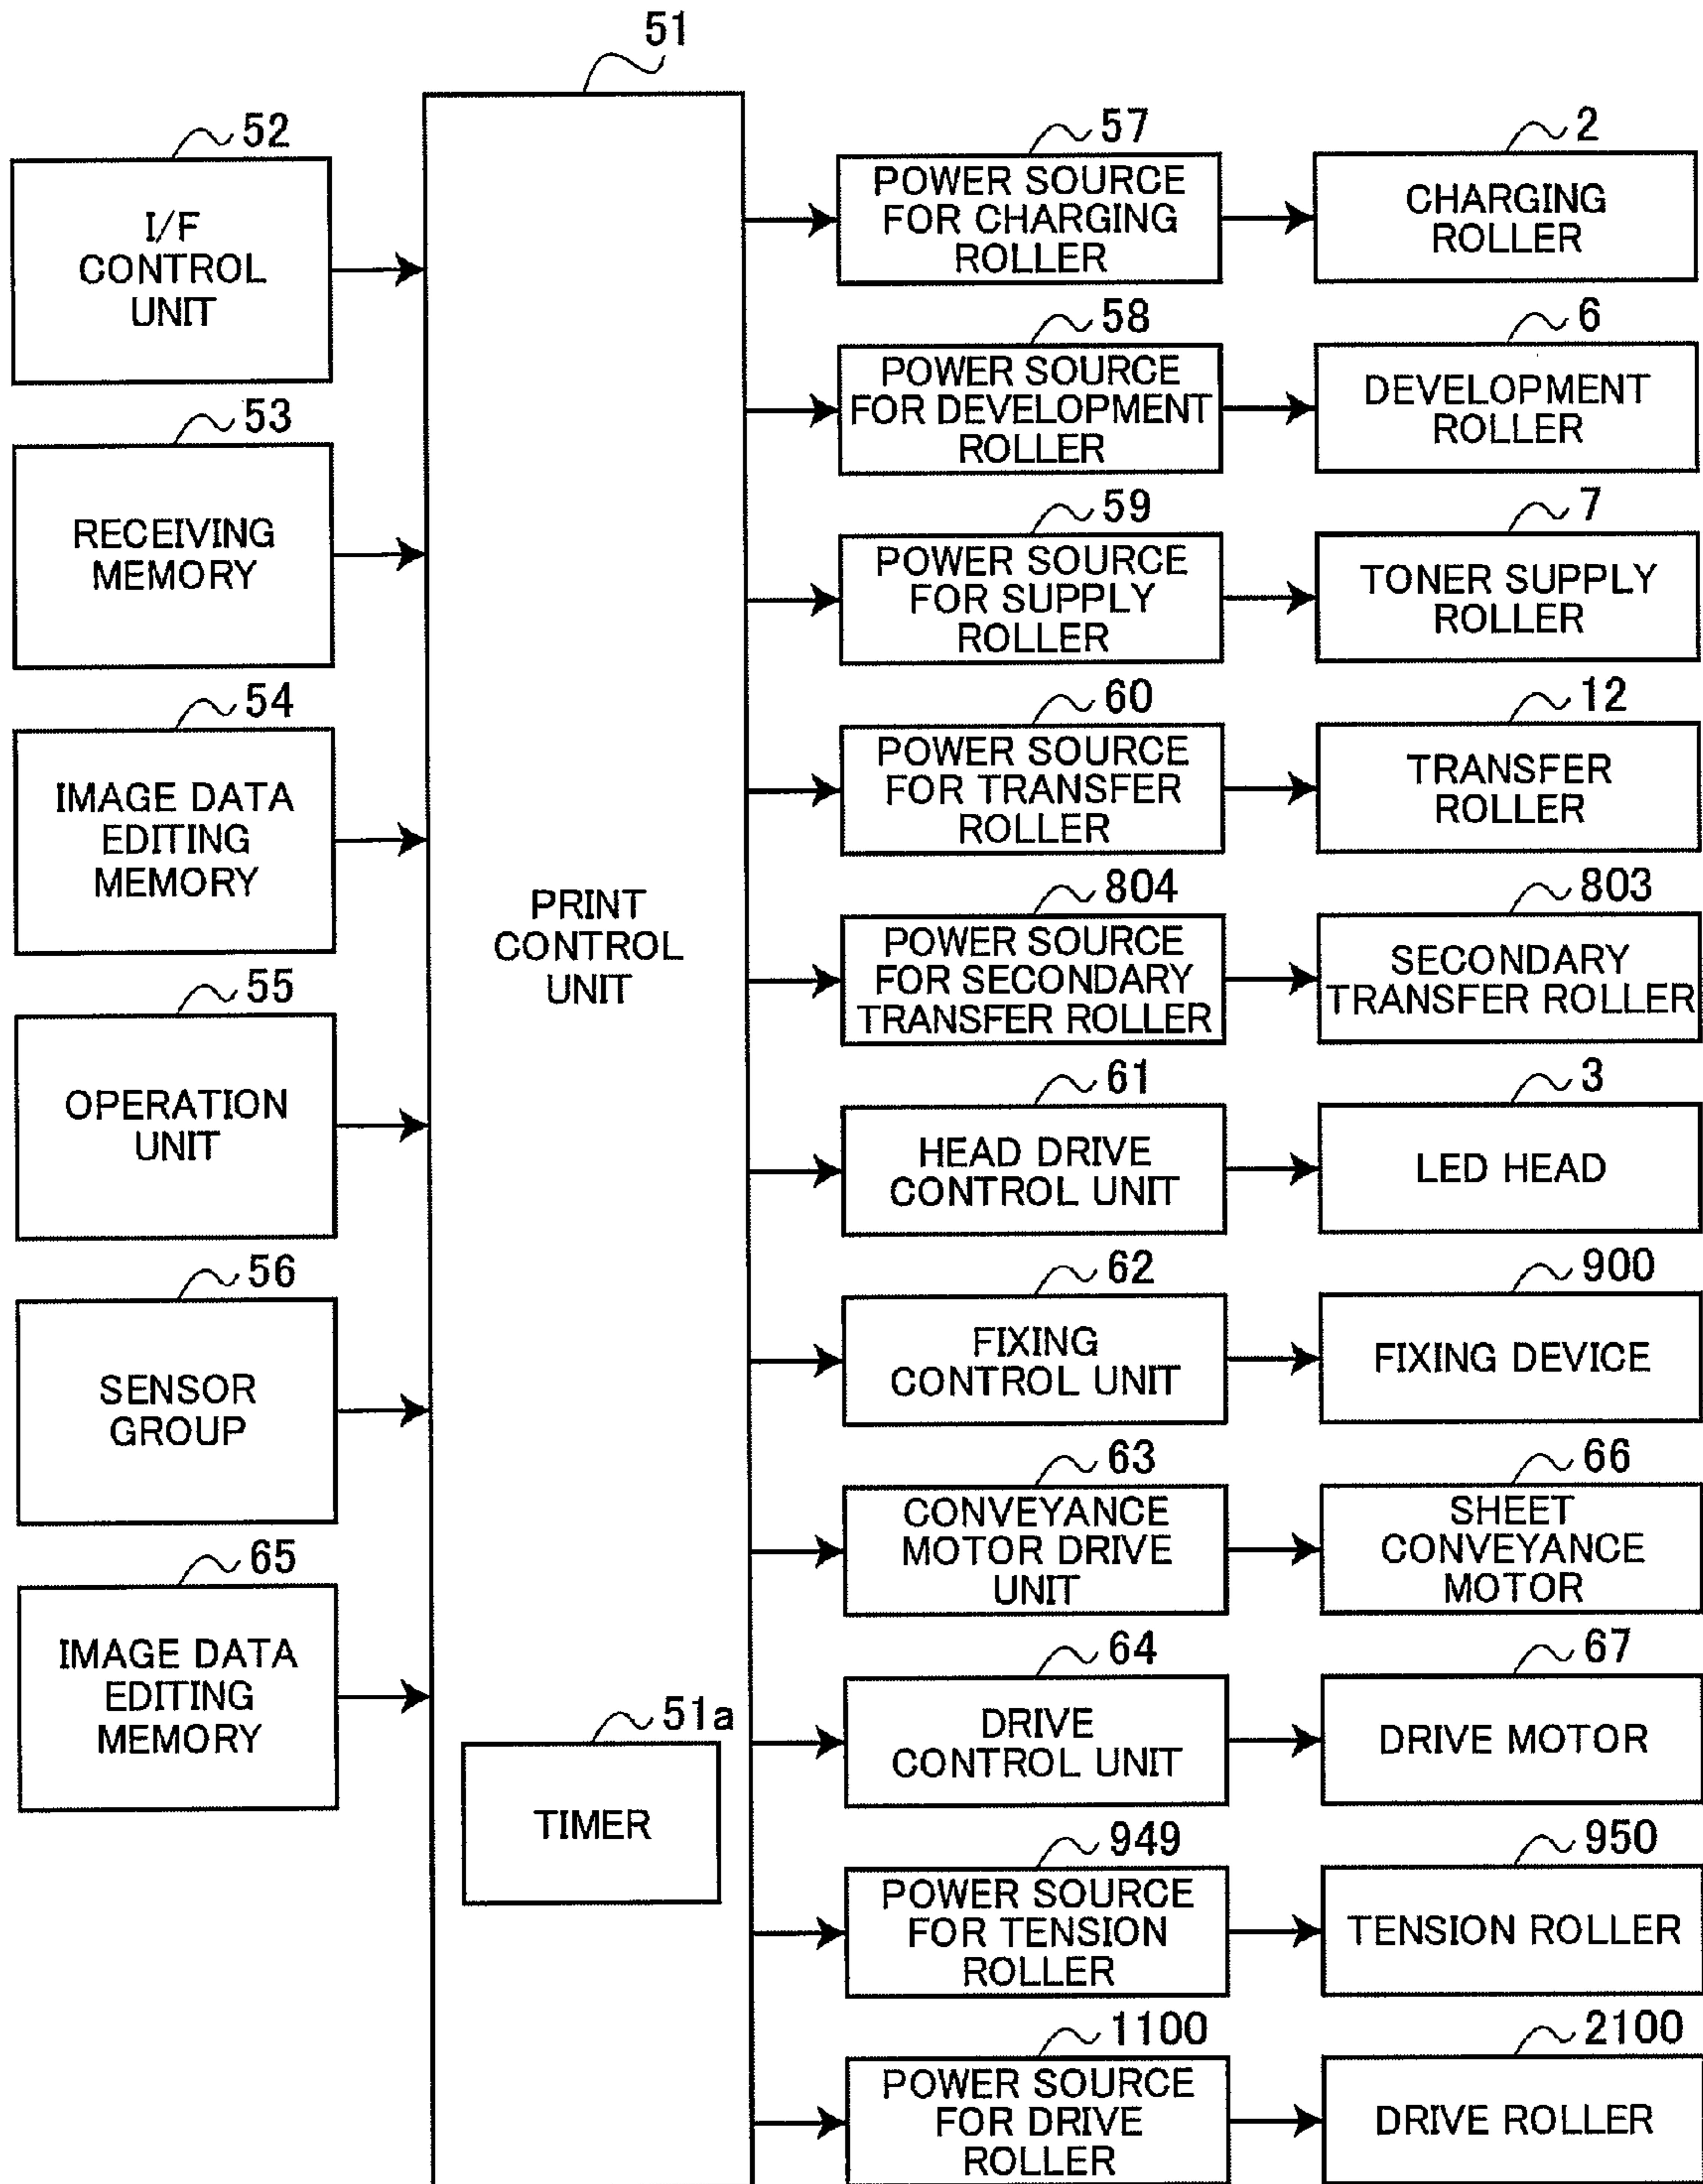 51
52
I/F
CONTROL
UNIT
53
RECEIVING
MEMORY
54
IMAGE DATA
EDITING
MEMORY
55
OPERATION
UNIT
56
SENSOR
GROUP
65
IMAGE DATA
EDITING
MEMORY
PRINT
CONTROL
UNIT
51a
TIMER
57
POWER SOURCE
FOR CHARGING
ROLLER
2
CHARGING
ROLLER
58
POWER SOURCE
FOR DEVELOPMENT
ROLLER
6
DEVELOPMENT
ROLLER
59
POWER SOURCE
FOR SUPPLY
ROLLER
7
TONER SUPPLY
ROLLER
60
POWER SOURCE
FOR TRANSFER
ROLLER
12
TRANSFER
ROLLER
804
POWER SOURCE
FOR SECONDARY
TRANSFER ROLLER
803
SECONDARY
TRANSFER ROLLER
61
HEAD DRIVE
CONTROL UNIT
3
LED HEAD
62
FIXING
CONTROL UNIT
900
FIXING DEVICE
63
CONVEYANCE
MOTOR DRIVE
UNIT
66
SHEET
CONVEYANCE
MOTOR
64
DRIVE
CONTROL UNIT
67
DRIVE MOTOR
949
POWER SOURCE
FOR TENSION
ROLLER
950
TENSION ROLLER
1100
POWER SOURCE
FOR DRIVE
ROLLER
2100
DRIVE ROLLER